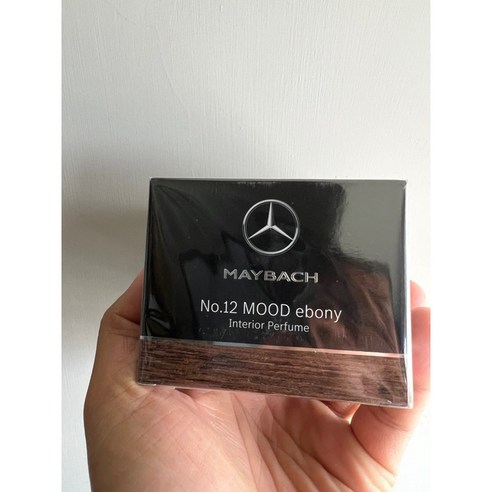 MAYBACH
No.12 MOOD ebony
Interior Perfume